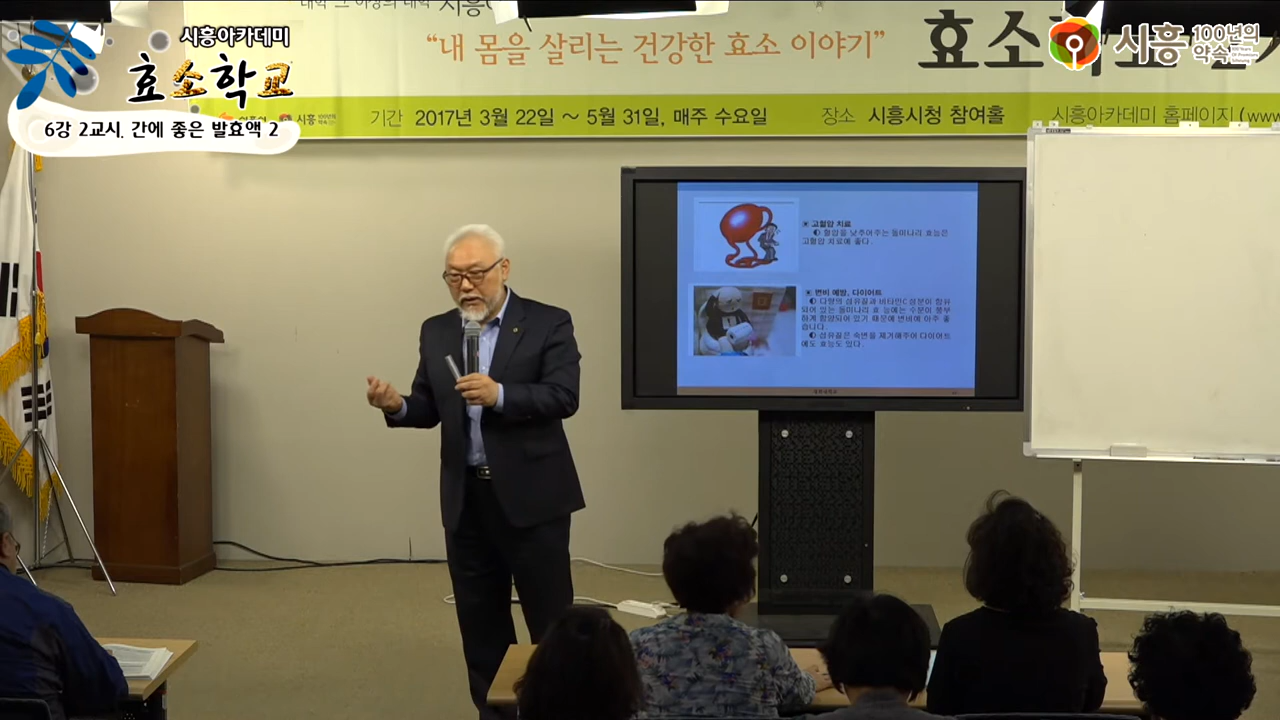 시흥아카데미
효소학교
6강 2교시. 간에 좋은 발효액 2
“내 몸을 살리는 건강한 효소 이야기”
기간 2017년 3월 22일 ~ 5월 31일, 매주 수요일
장소 시흥시청 참여홀
시흥아카데미 홈페이지 (www
시흥 100년의
약속
고혈압 치료
혈압을 낮추어주는 돌미나리 효능은
고혈압 치료에 좋다.
변비 예방, 다이어트
다량의 섬유질과 비타민C 성분이 함유
되어 있는 돌미나리 효 능에는 수분이 풍부
하게 함양되어 있기 때문에 변비에 아주 좋
습니다.
섬유질은 숙변을 제거해주어 다이어트
에도 효능도 있다.